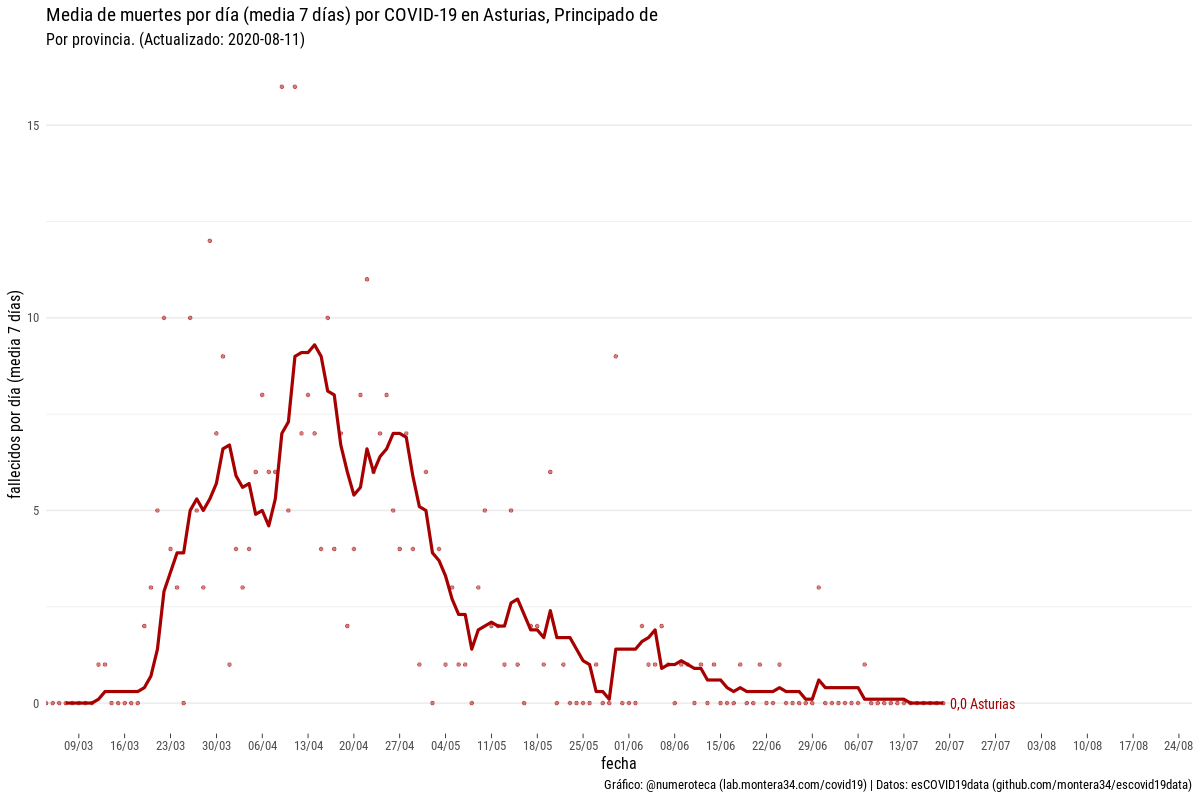 Media de muertes por día (media 7 días) por COVID-19 en Asturias, Principado de
Por provincia. (Actualizado: 2020-08-11)
fallecidos por día (media 7 días)
15
10
5
0
0,0 Asturias
09/03 16/03 23/03 30/03 06/04 13/04 20/04 27/04 04/05 11/05 18/05 25/05 01/06 08/06 15/06 22/06 29/06 06/07 13/07 20/07 27/07 03/08 10/08 17/08 24/08
fecha
Gráfico: @numeroteca (lab.montera34.com/covid19) | Datos: esCOVID19data (github.com/montera34/escovid19data)